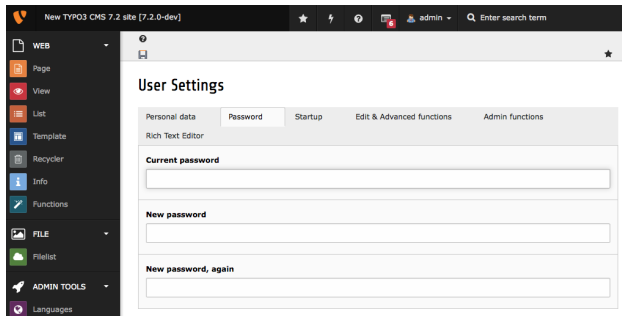 New TYPO3 CMS 7.2 site [7.2.0-dev]
6
admin
Enter search term
WEB
Page
View
List
Template
Recycler
Info
Functions
FILE
Filelist
ADMIN TOOLS
Languages
User Settings
Personal data
Password
Startup
Edit & Advanced functions
Admin functions
Rich Text Editor
Current password
New password
New password, again